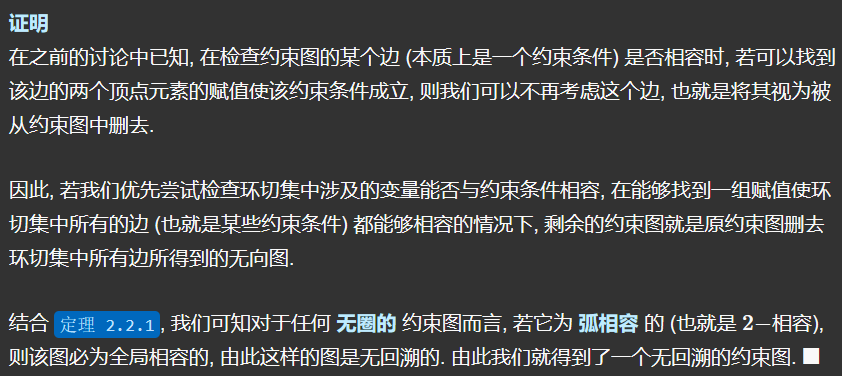 证明
在之前的讨论中已知, 在检查约束图的某个边 (本质上是一个约束条件) 是否相容时, 若可以找到
该边的两个顶点元素的赋值使该约束条件成立, 则我们可以不再考虑这个边, 也就是将其视为被
从约束图中删去.
因此, 若我们优先尝试检查环切集中涉及的变量能否与约束条件相容, 在能够找到一组赋值使环
切集中所有的边 (也就是某些约束条件) 都能够相容的情况下, 剩余的约束图就是原约束图删去
环切集中所有边所得到的无向图.
结合 定理 2.2.1, 我们可知对于任何 无圈的 约束图而言, 若它为 弧相容 的 (也就是 2−相容),
则该图必为全局相容的, 由此这样的图是无回溯的. 由此我们就得到了一个无回溯的约束图. ■